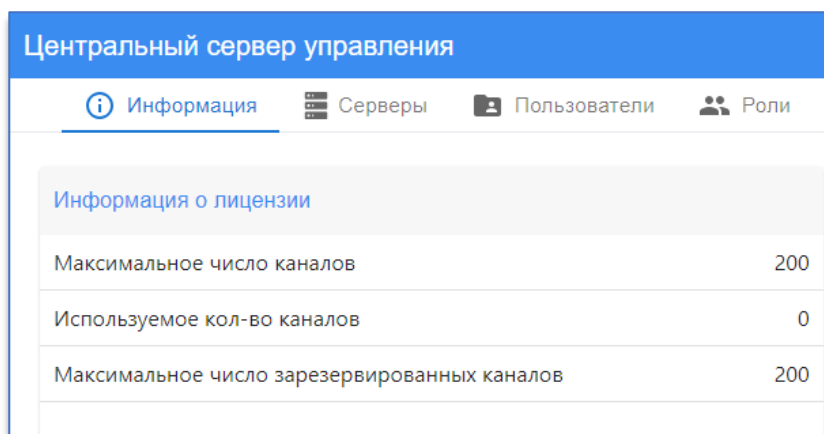 Центральный сервер управления
Информация Серверы Пользователи Роли
Информация о лицензии
Максимальное число каналов 200
Используемое кол-во каналов 0
Максимальное число зарезервированных каналов 200